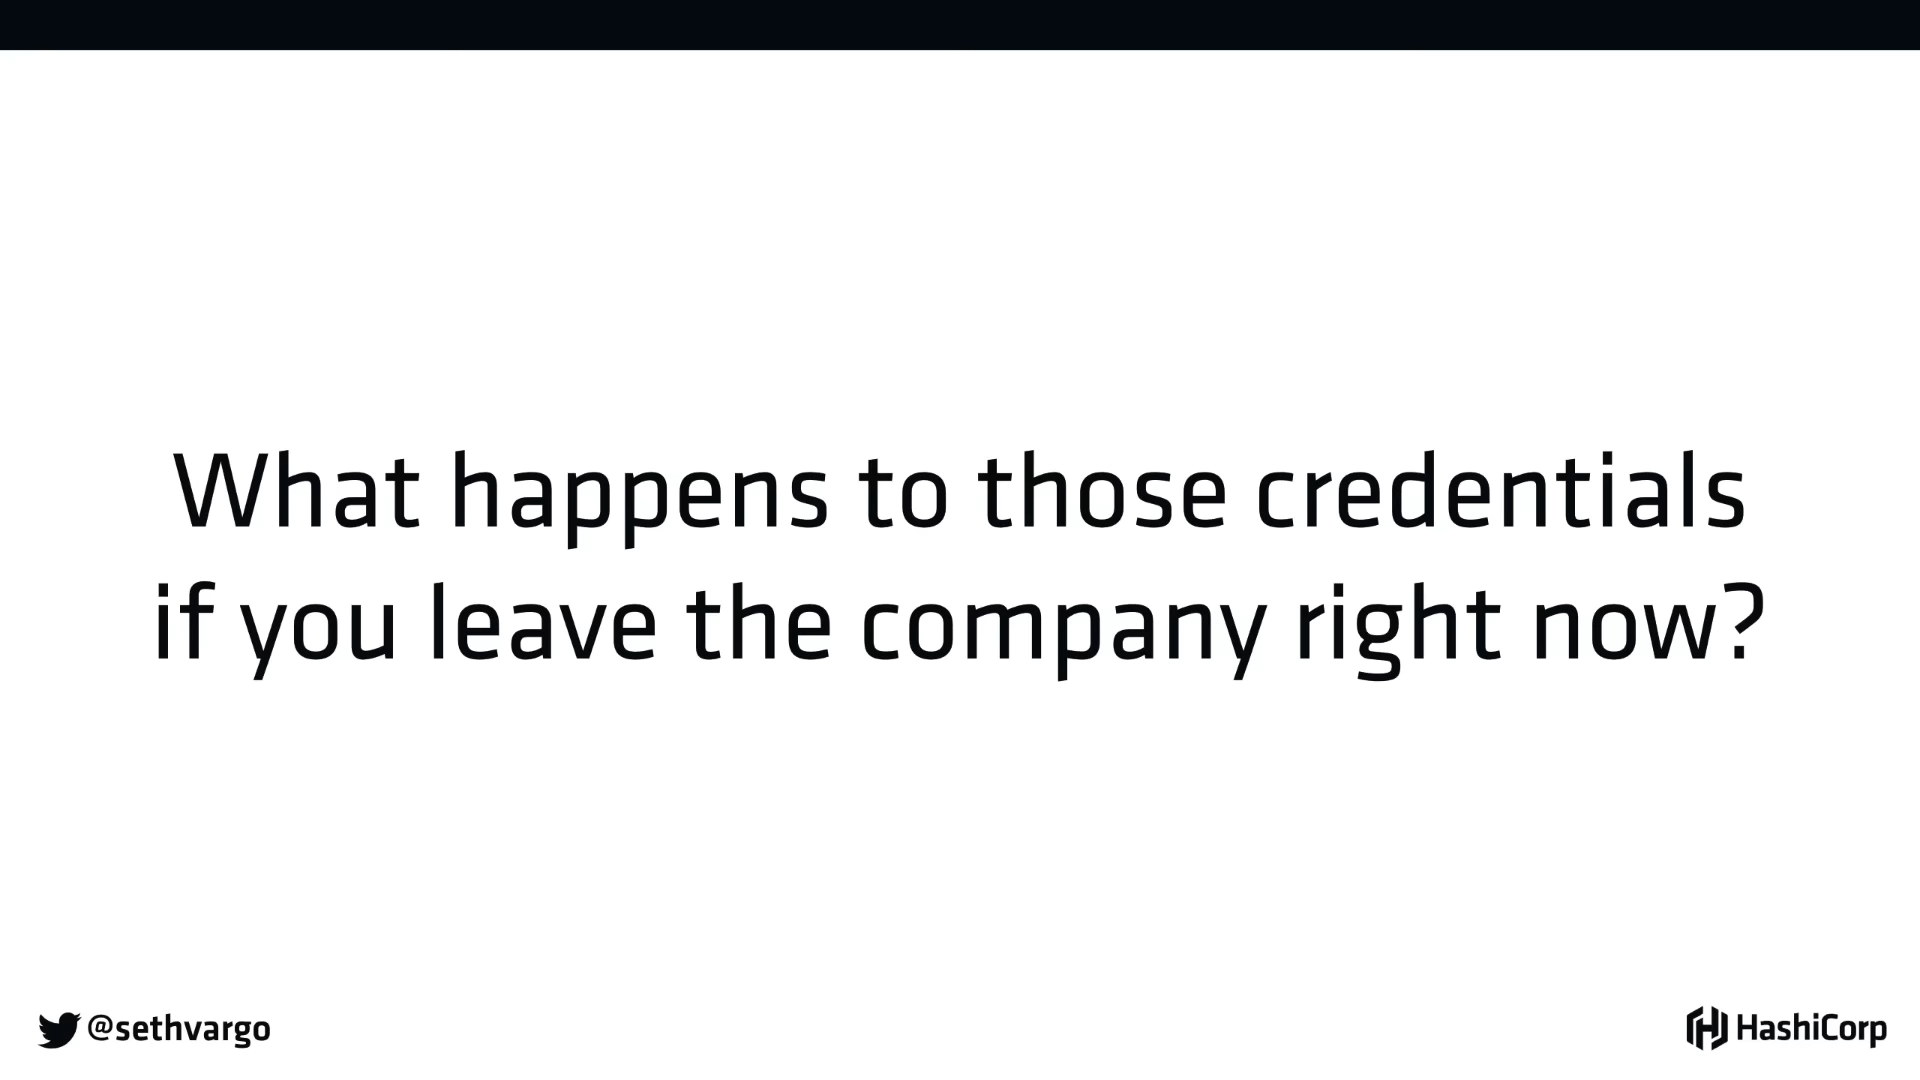 What happens to those credentials
if you leave the company right now?
@sethvargo
HashiCorp